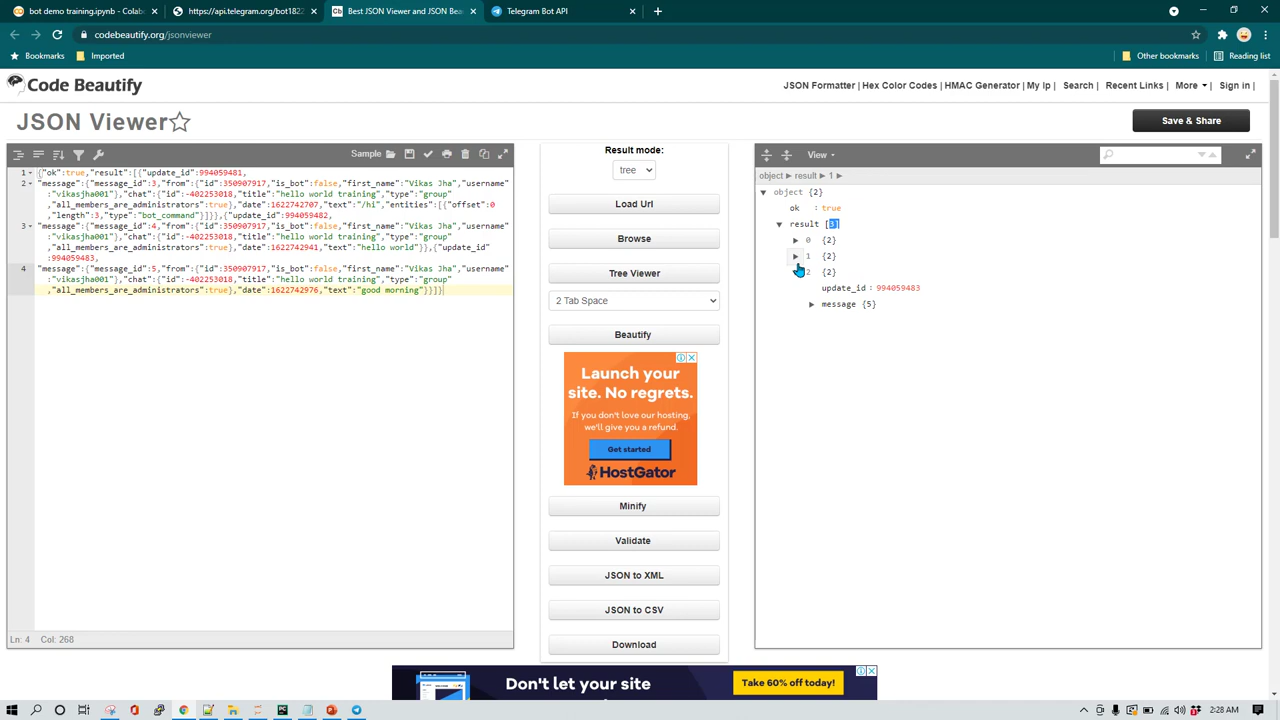 bot demo training.ipynb - Colab
https://api.telegram.org/bot1822
Best JSON Viewer and JSON Bea
Telegram Bot API
codebeautify.org/jsonviewer
Bookmarks
Imported
Other bookmarks
Reading list
Code Beautify
JSON Formatter | Hex Color Codes | HMAC Generator | My Ip | Search | Recent Links | More | Sign in |
JSON Viewer
Save & Share
Sample
Result mode:
tree
Load Url
Browse
Tree Viewer
2 Tab Space
Beautify
Launch your
site. No regrets.
If you don't love our hosting,
we'll give you a refund.
Get started
HostGator
Minify
Validate
JSON to XML
JSON to CSV
Download
1 {"ok":true,"result":[{"update_id":994059481,
2 "message":{"message_id":3,"from":{"id":350907917,"is_bot":false,"first_name":"Vikas Jha","username"
:"vikasjha001"},"chat":{"id":-402253018,"title":"hello world training","type":"group"
,"all_members_are_administrators":true},"date":1622742707,"text":"/hi","entities":[{"offset":0
,"length":3,"type":"bot_command"}]}},{"update_id":994059482,
3 "message":{"message_id":4,"from":{"id":350907917,"is_bot":false,"first_name":"Vikas Jha","username"
:"vikasjha001"},"chat":{"id":-402253018,"title":"hello world training","type":"group"
,"all_members_are_administrators":true},"date":1622742941,"text":"hello world"}},{"update_id"
:994059483,
4 "message":{"message_id":5,"from":{"id":350907917,"is_bot":false,"first_name":"Vikas Jha","username"
:"vikasjha001"},"chat":{"id":-402253018,"title":"hello world training","type":"group"
,"all_members_are_administrators":true},"date":1622742976,"text":"good morning"}}]}
Ln: 4 Col: 268
View
object ▶ result ▶ 1 ▶
object {2}
ok : true
result [3]
0 {2}
1 {2}
2 {2}
update_id : 994059483
message {5}
Don't let your site
Take 60% off today!
2:28 AM